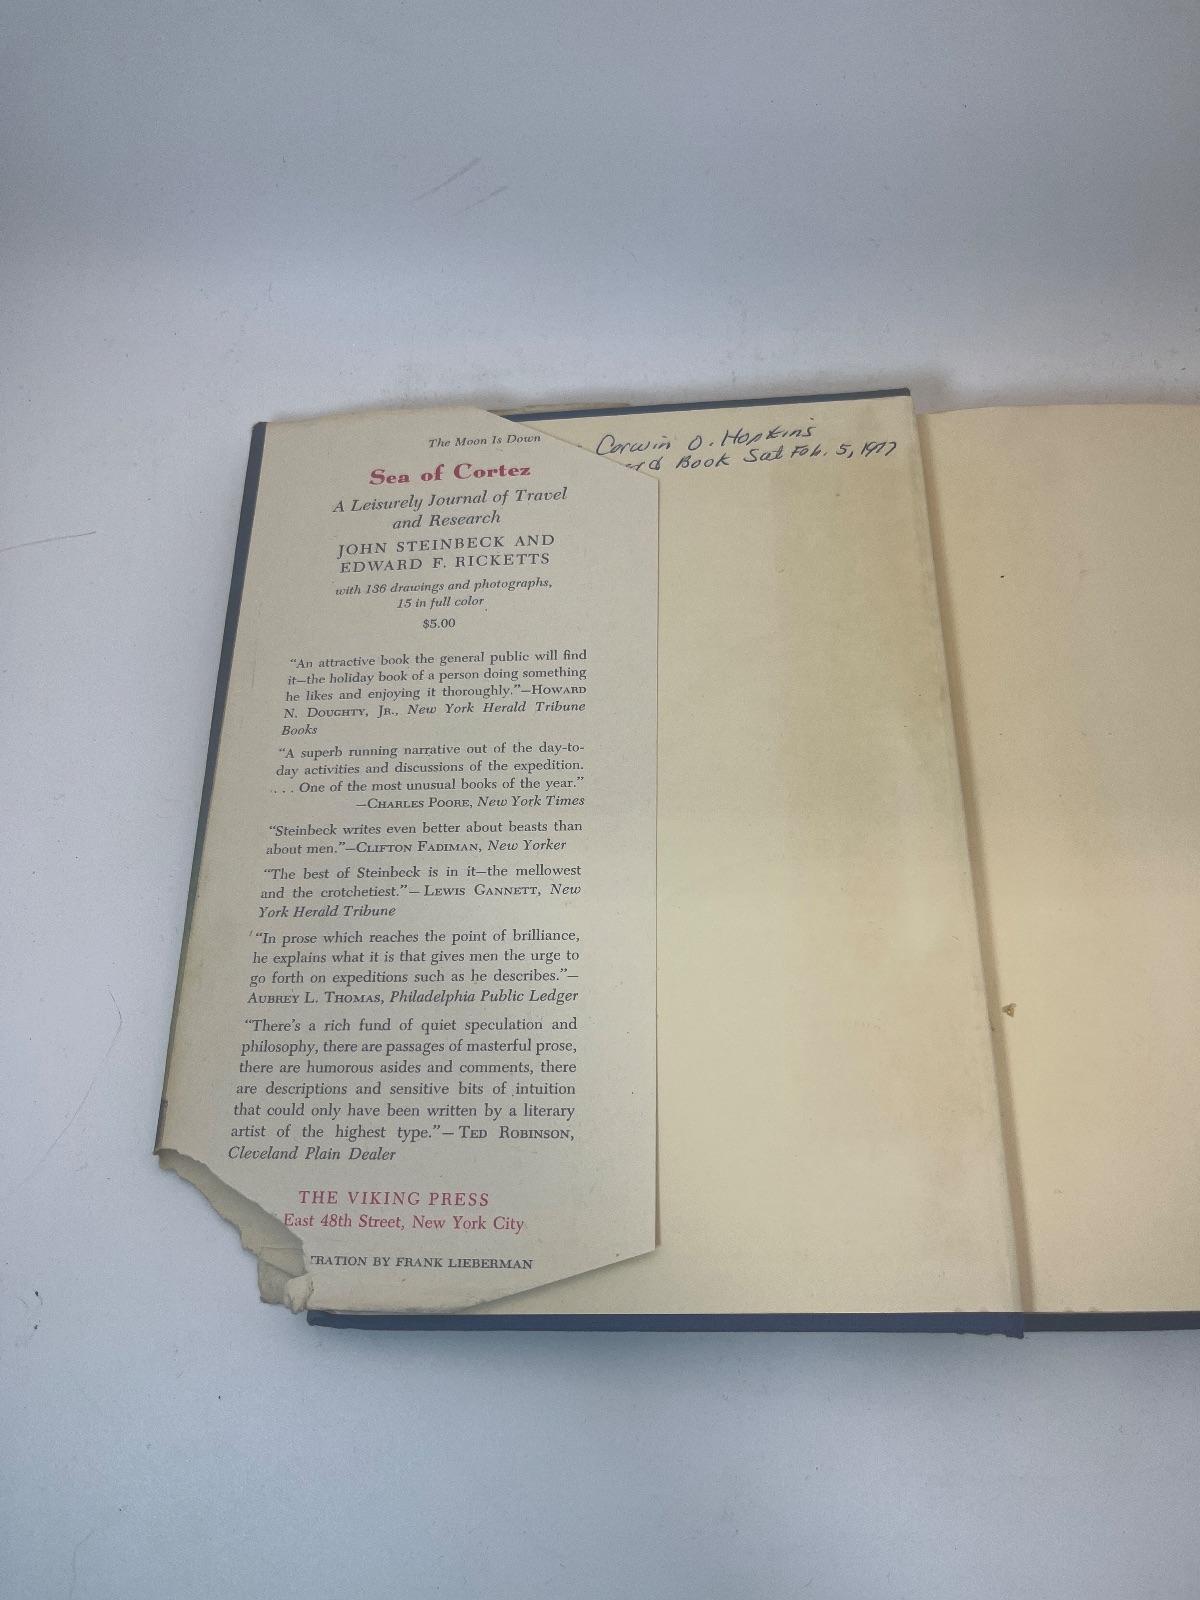 The Moon Is Down
Corwin O. Hopkins
Book Sat Feb. 5, 1977
Sea of Cortez
A Leisurely Journal of Travel
and Research
JOHN STEINBECK AND
EDWARD F. RICKETTS
with 136 drawings and photographs,
15 in full color
$5.00
“An attractive book the general public will find
it—the holiday book of a person doing something
he likes and enjoying it thoroughly.”—HOWARD
N. DOUGHTY, JR., New York Herald Tribune
Books
“A superb running narrative out of the day-to-
day activities and discussions of the expedition.
. . . One of the most unusual books of the year.”
—CHARLES POORE, New York Times
“Steinbeck writes even better about beasts than
about men.”—CLIFTON FADIMAN, New Yorker
“The best of Steinbeck is in it—the mellowest
and the crotchetiest.”—LEWIS GANNETT, New
York Herald Tribune
“In prose which reaches the point of brilliance,
he explains what it is that gives men the urge to
go forth on expeditions such as he describes.”—
AUBREY L. THOMAS, Philadelphia Public Ledger
“There’s a rich fund of quiet speculation and
philosophy, there are passages of masterful prose,
there are humorous asides and comments, there
are descriptions and sensitive bits of intuition
that could only have been written by a literary
artist of the highest type.”—TED ROBINSON,
Cleveland Plain Dealer
THE VIKING PRESS
East 48th Street, New York City
TRATION BY FRANK LIEBERMAN